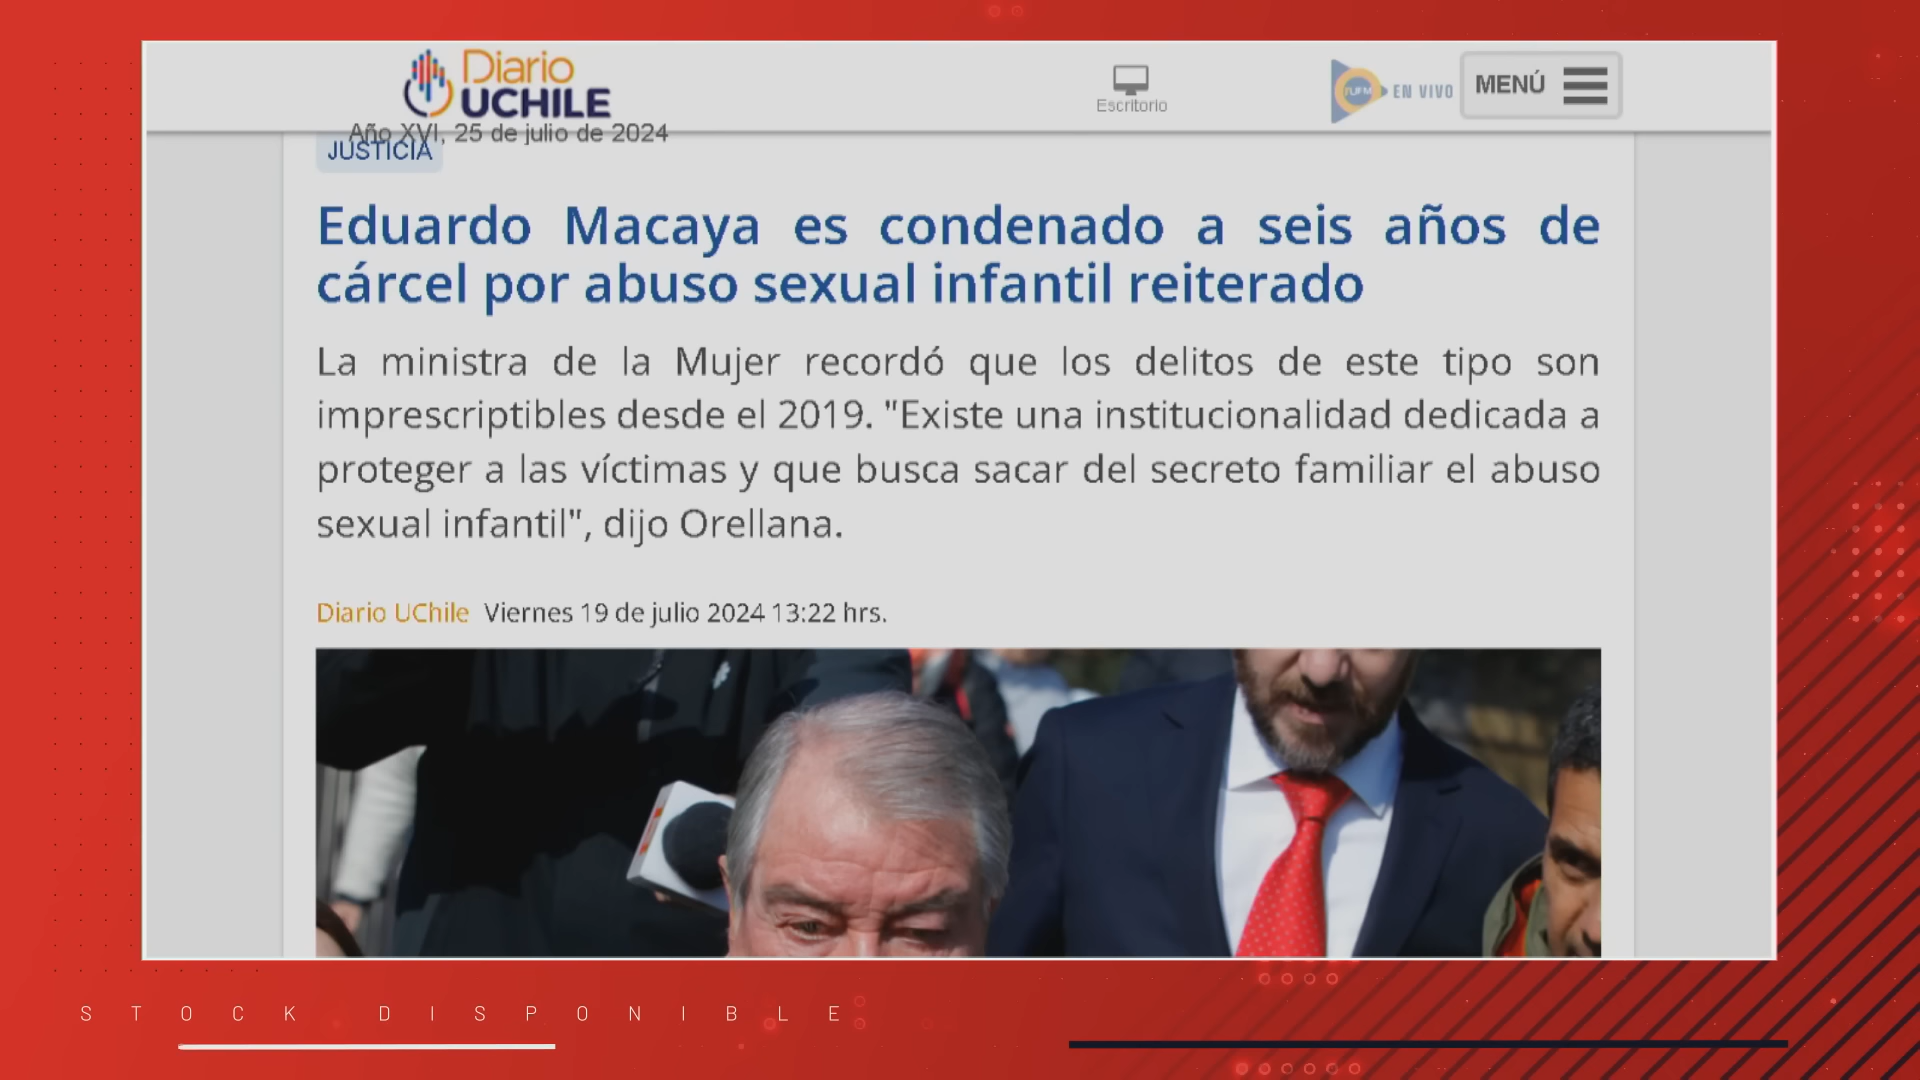 Diario
UCHILE
Escritorio
EN VIVO
MENÚ
Año XVI, 25 de julio de 2024
JUSTICIA
Eduardo Macaya es condenado a seis años de
cárcel por abuso sexual infantil reiterado
La ministra de la Mujer recordó que los delitos de este tipo son
imprescriptibles desde el 2019. "Existe una institucionalidad dedicada a
proteger a las víctimas y que busca sacar del secreto familiar el abuso
sexual infantil", dijo Orellana.
Diario UChile Viernes 19 de julio 2024 13:22 hrs.
STOCK DISPONIBLE